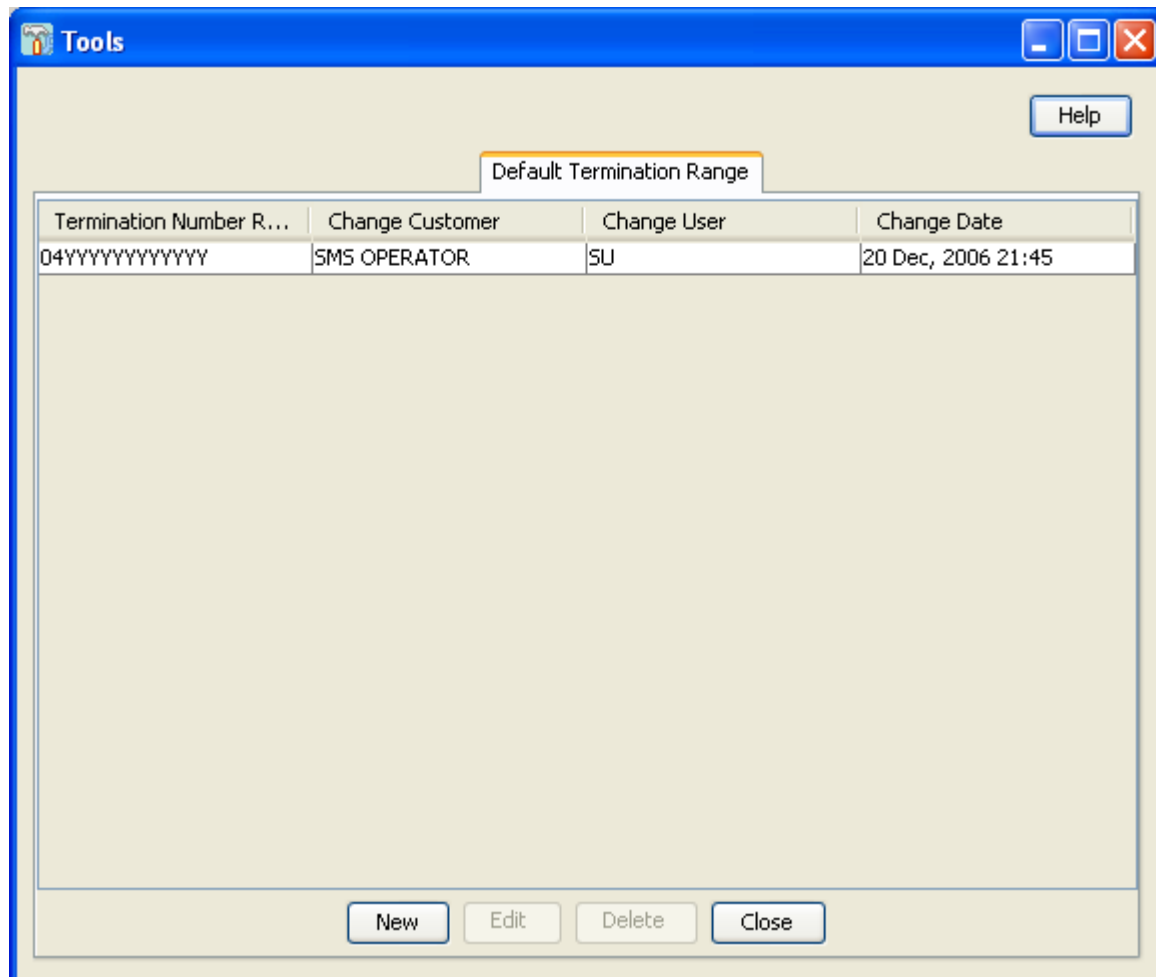 Tools
Help
Default Termination Range
Termination Number R... Change Customer Change User Change Date
04YYYYYYYYYYYY SMS OPERATOR SU 20 Dec, 2006 21:45
New Edit Delete Close